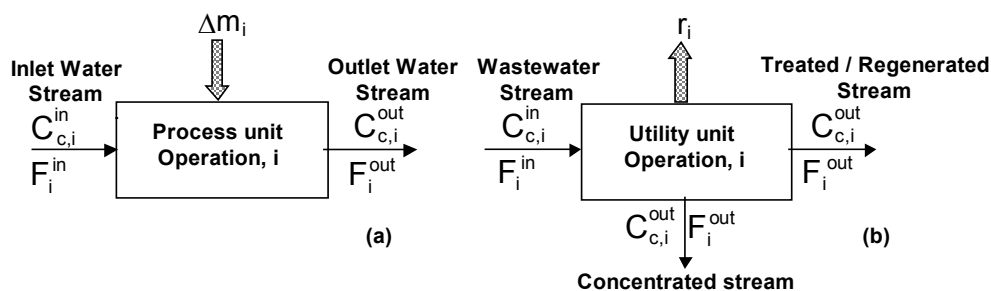 Δm_i
Inlet Water
Stream
C_{c,i}^{in}
F_i^{in}
Process unit
Operation, i
Outlet Water
Stream
C_{c,i}^{out}
F_i^{out}
(a)
r_i
Wastewater
Stream
C_{c,i}^{in}
F_i^{in}
Utility unit
Operation, i
Treated / Regenerated
Stream
C_{c,i}^{out}
F_i^{out}
C_{c,i}^{out} F_i^{out}
(b)
Concentrated stream